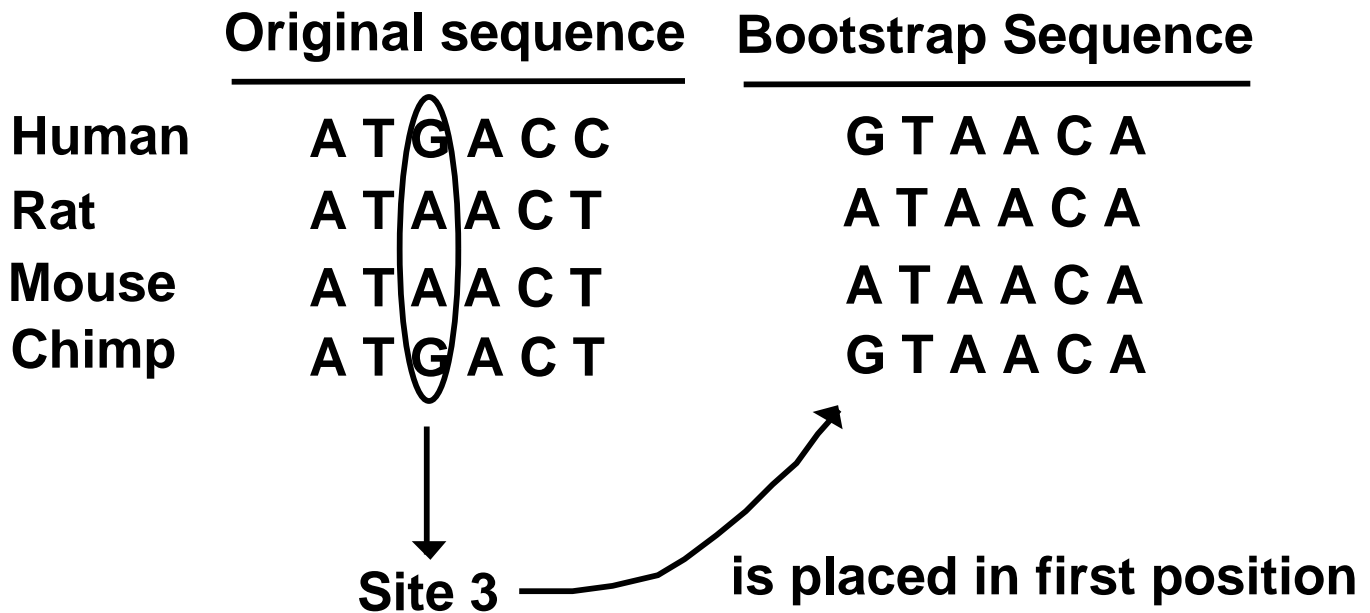 Original sequence Bootstrap Sequence
Human A T G A C C G T A A C A
Rat A T A A C T A T A A C A
Mouse A T A A C T A T A A C A
Chimp A T G A C T G T A A C A
Site 3 is placed in first position